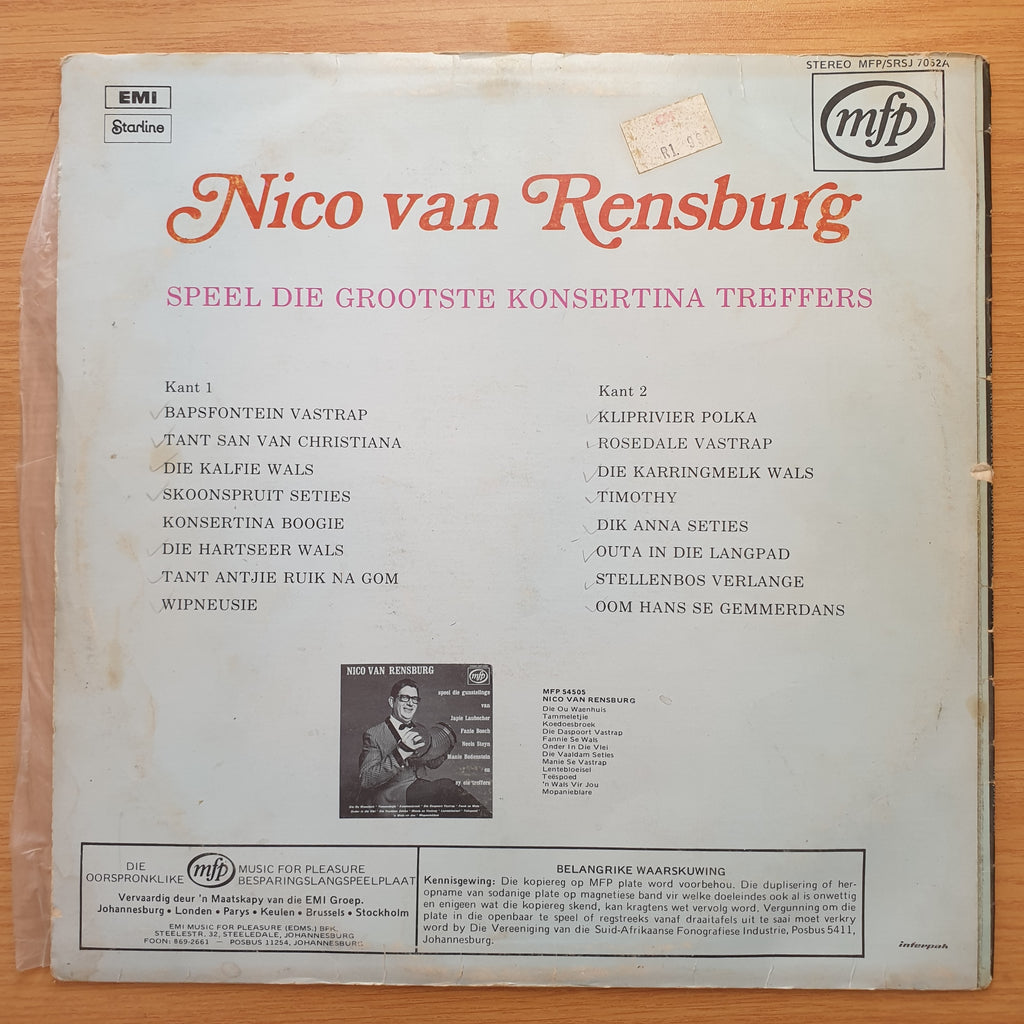 STEREO MFP/SRSJ 7052A
EMI
Starline
mfp
R1.95
Nico van Rensburg
SPEEL DIE GROOTSTE KONSERTINA TREFFERS
Kant 1
BAPSFONTEIN VASTRAP
TANT SAN VAN CHRISTIANA
DIE KALFIE WALS
SKOONSPRUIT SETIES
KONSERTINA BOOGIE
DIE HARTSEER WALS
TANT ANTJIE RUIK NA GOM
WIPNEUSIE
Kant 2
KLIPRIVIER POLKA
ROSEDALE VASTRAP
DIE KARRINGMELK WALS
TIMOTHY
DIK ANNA SETIES
OUTA IN DIE LANGPAD
STELLENBOS VERLANGE
OOM HANS SE GEMMERDANS
NICO VAN RENSBURG
mfp
speel die gunstelinge
van
Japie Laubscher
Fanie Bosch
Neels Steyn
Manie Bodenstein
en
sy eie treffers
MFP 54505
NICO VAN RENSBURG
Die Ou Waenhuis
Tammeletjie
Koedoesbroek
Die Daspoort Vastrap
Fannie Se Wals
Onder In Die Vlei
Die Vaaldam Seties
Manie Se Vastrap
Lentebloeisel
Teëspoed
'n Wals Vir Jou
Mopanieblare
DIE OORSPRONKLIKE mfp MUSIC FOR PLEASURE BESPARINGSLANGSPEELPLAAT
Vervaardig deur 'n Maatskapy van die EMI Groep.
Johannesburg • Londen • Parys • Keulen • Brussels • Stockholm
EMI MUSIC FOR PLEASURE (EDMS.) BPK.
STEELESTR. 32, STEELEDALE, JOHANNESBURG
FOON: 869-2661 — POSBUS 11254, JOHANNESBURG
BELANGRIKE WAARSKUWING
Kennisgewing: Die kopiereg op MFP plate word voorbehou. Die duplisering of her-
opname van sodanige plate op magnetiese band vir welke doeleindes ook al is onwettig
en enigeen wat die kopiereg skend, kan kragtens wet vervolg word. Vergunning om die
plate in die openbaar te speel of regstreeks vanaf draaitafels uit te saai moet verkry
word by Die Vereeniging van die Suid-Afrikaanse Fonografiese Industrie, Posbus 5411,
Johannesburg.
interpak